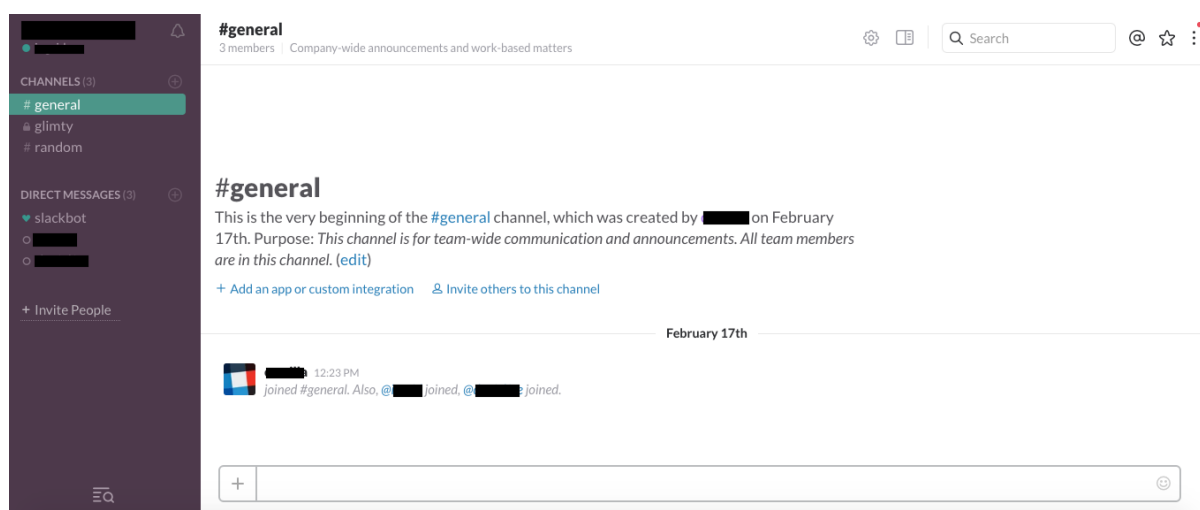 CHANNELS (3)
# general
glimty
# random
DIRECT MESSAGES (3)
slackbot
+ Invite People
#general
3 members | Company-wide announcements and work-based matters
Search
#general
This is the very beginning of the #general channel, which was created by on February
17th. Purpose: This channel is for team-wide communication and announcements. All team members
are in this channel. (edit)
+ Add an app or custom integration Invite others to this channel
February 17th
12:23 PM
joined #general. Also, @ joined, @ joined.